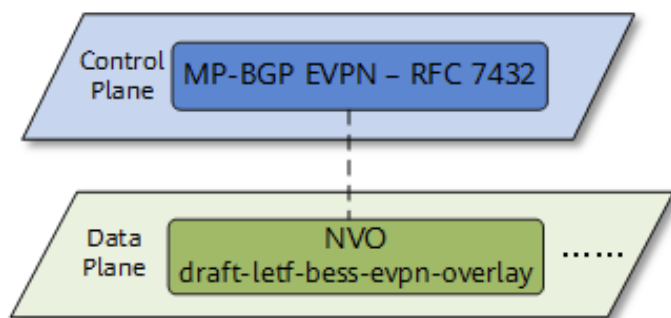 Control
Plane
MP-BGP EVPN – RFC 7432
Data
Plane
NVO
draft-letf-bess-evpn-overlay
......